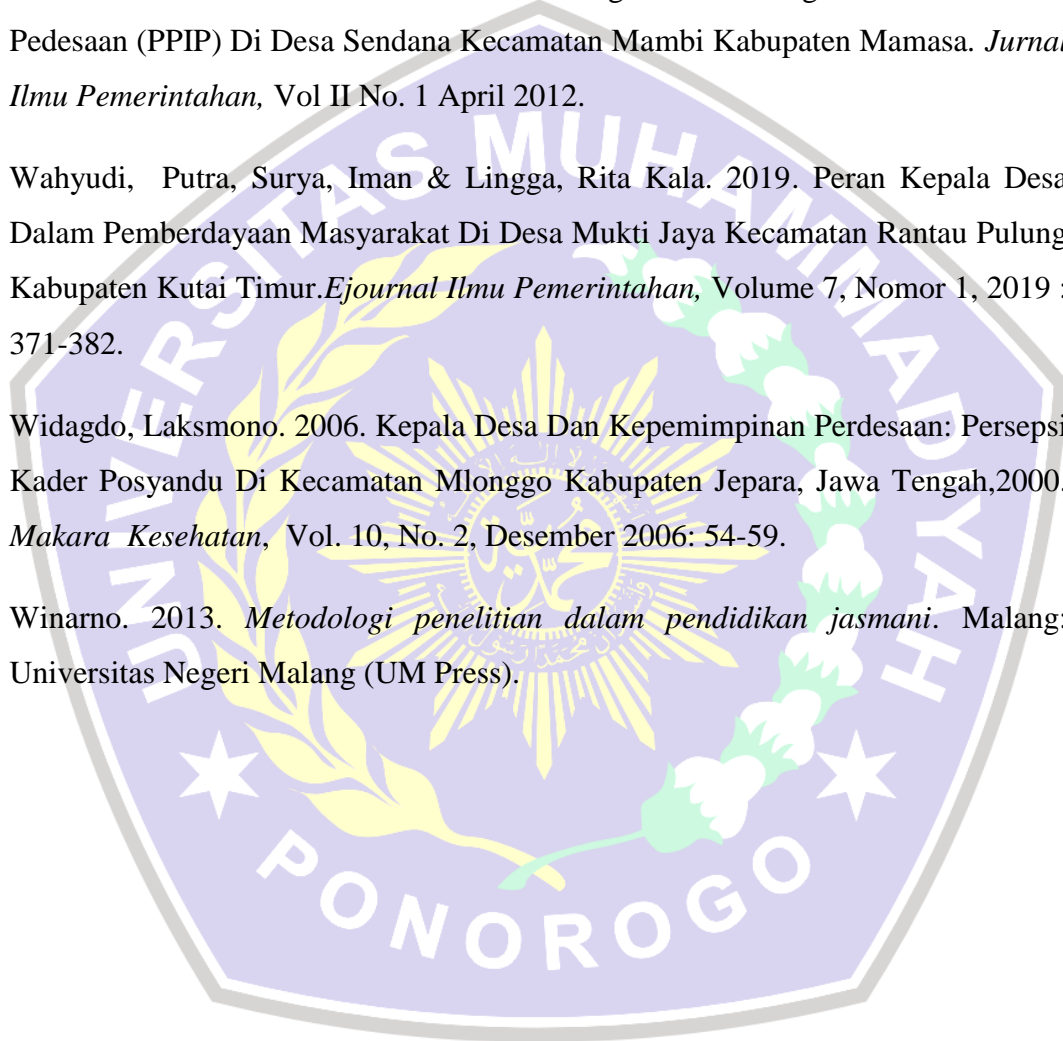 Pedesaan (PPIP) Di Desa Sendana Kecamatan Mambi Kabupaten Mamasa. Jurnal
Ilmu Pemerintahan, Vol II No. 1 April 2012.
Wahyudi, Putra, Surya, Iman & Lingga, Rita Kala. 2019. Peran Kepala Desa
Dalam Pemberdayaan Masyarakat Di Desa Mukti Jaya Kecamatan Rantau Pulung
Kabupaten Kutai Timur.Ejournal Ilmu Pemerintahan, Volume 7, Nomor 1, 2019 :
371-382.
Widagdo, Laksmono. 2006. Kepala Desa Dan Kepemimpinan Perdesaan: Persepsi
Kader Posyandu Di Kecamatan Mlonggo Kabupaten Jepara, Jawa Tengah,2000.
Makara Kesehatan, Vol. 10, No. 2, Desember 2006: 54-59.
Winarno. 2013. Metodologi penelitian dalam pendidikan jasmani. Malang:
Universitas Negeri Malang (UM Press).
UNIVERSITAS MUHAMMADIYAH
PONOROGO